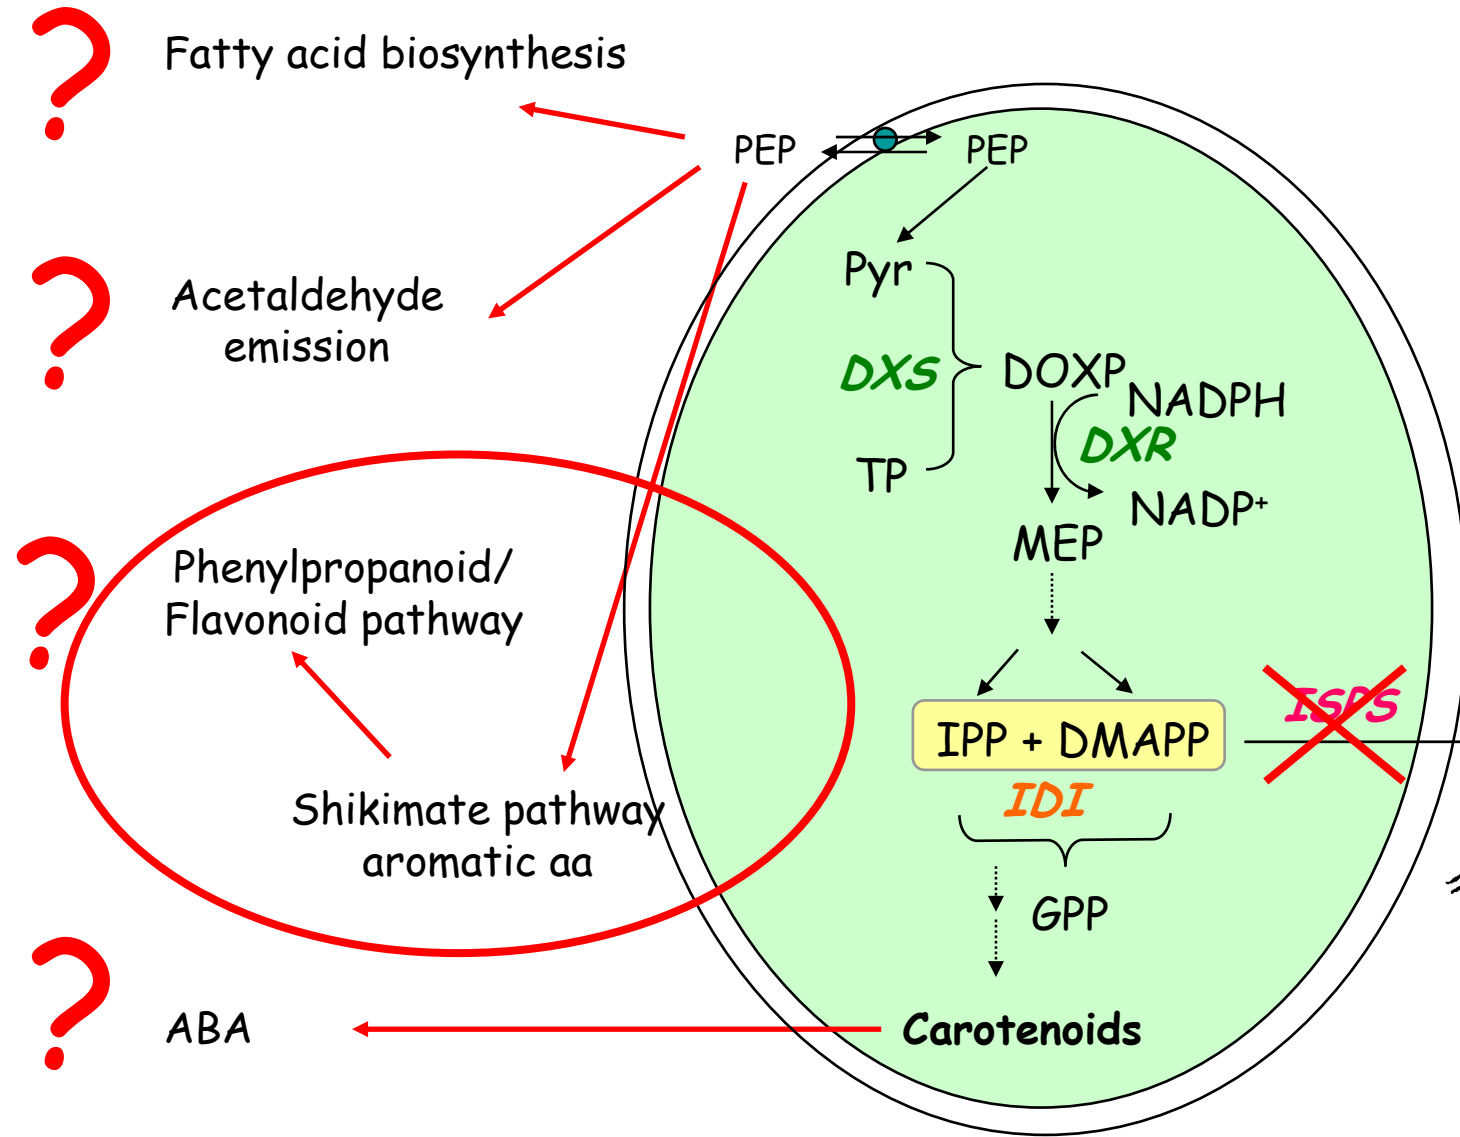 ?
Fatty acid biosynthesis
PEP
PEP
?
Acetaldehyde
emission
Pyr
DXS
DOXP
NADPH
DXR
TP
NADP⁺
MEP
?
Phenylpropanoid/
Flavonoid pathway
ISPS
IPP + DMAPP
IDI
Shikimate pathway
aromatic aa
GPP
?
ABA
Carotenoids